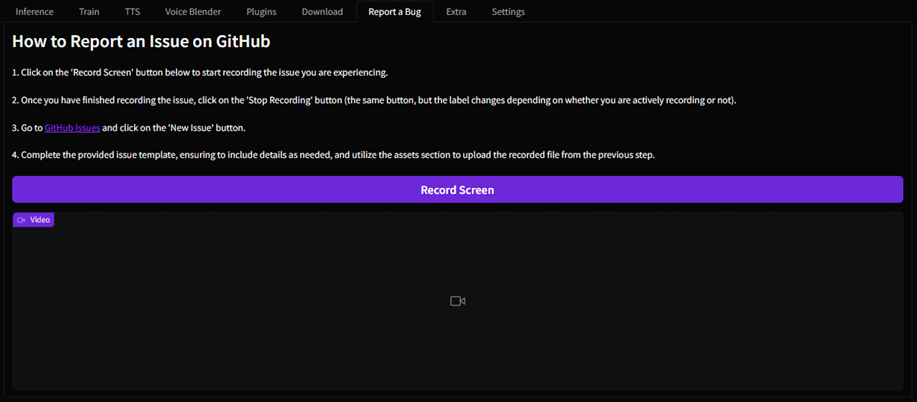 Inference Train TTS Voice Blender Plugins Download Report a Bug Extra Settings
How to Report an Issue on GitHub
1. Click on the 'Record Screen' button below to start recording the issue you are experiencing.
2. Once you have finished recording the issue, click on the 'Stop Recording' button (the same button, but the label changes depending on whether you are actively recording or not).
3. Go to GitHub Issues and click on the 'New Issue' button.
4. Complete the provided issue template, ensuring to include details as needed, and utilize the assets section to upload the recorded file from the previous step.
Record Screen
Video